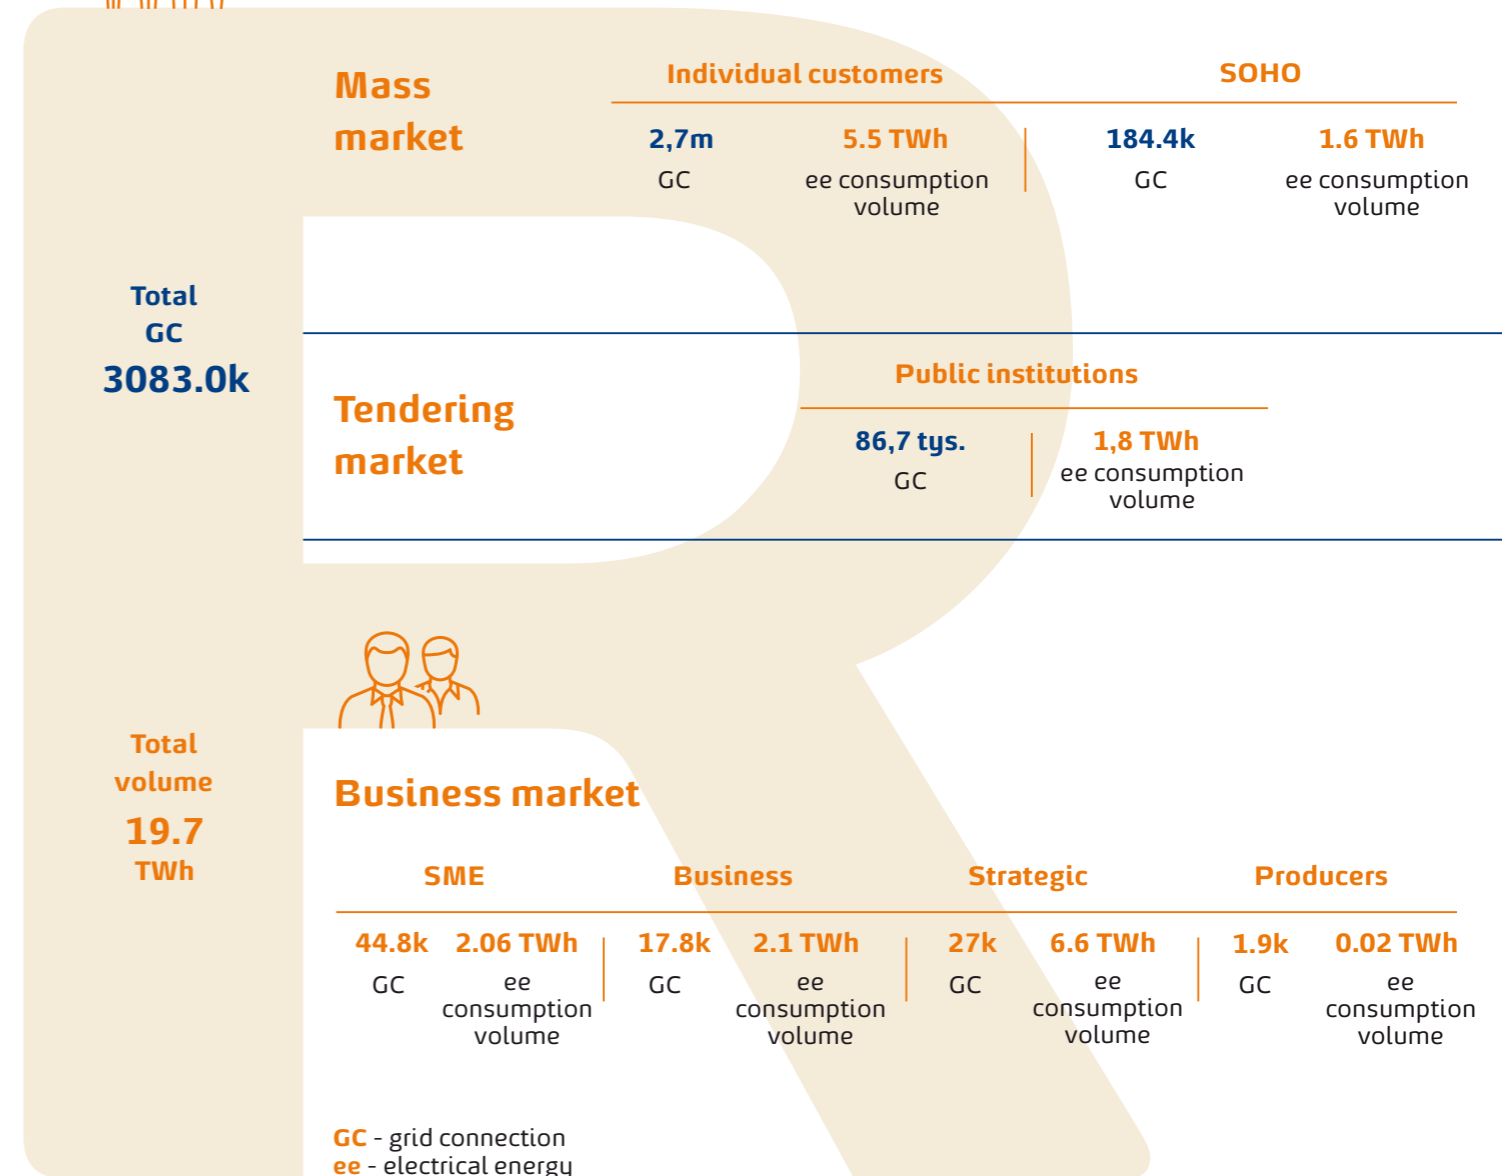 Mass
market
Individual customers
SOHO
2,7m
GC
5.5 TWh
ee consumption
volume
184.4k
GC
1.6 TWh
ee consumption
volume
Total
GC
3083.0k
Tendering
market
Public institutions
86,7 tys.
GC
1,8 TWh
ee consumption
volume
Total
volume
19.7
TWh
Business market
SME
Business
Strategic
Producers
44.8k
GC
2.06 TWh
ee
consumption
volume
17.8k
GC
2.1 TWh
ee
consumption
volume
27k
GC
6.6 TWh
ee
consumption
volume
1.9k
GC
0.02 TWh
ee
consumption
volume
GC - grid connection
ee - electrical energy